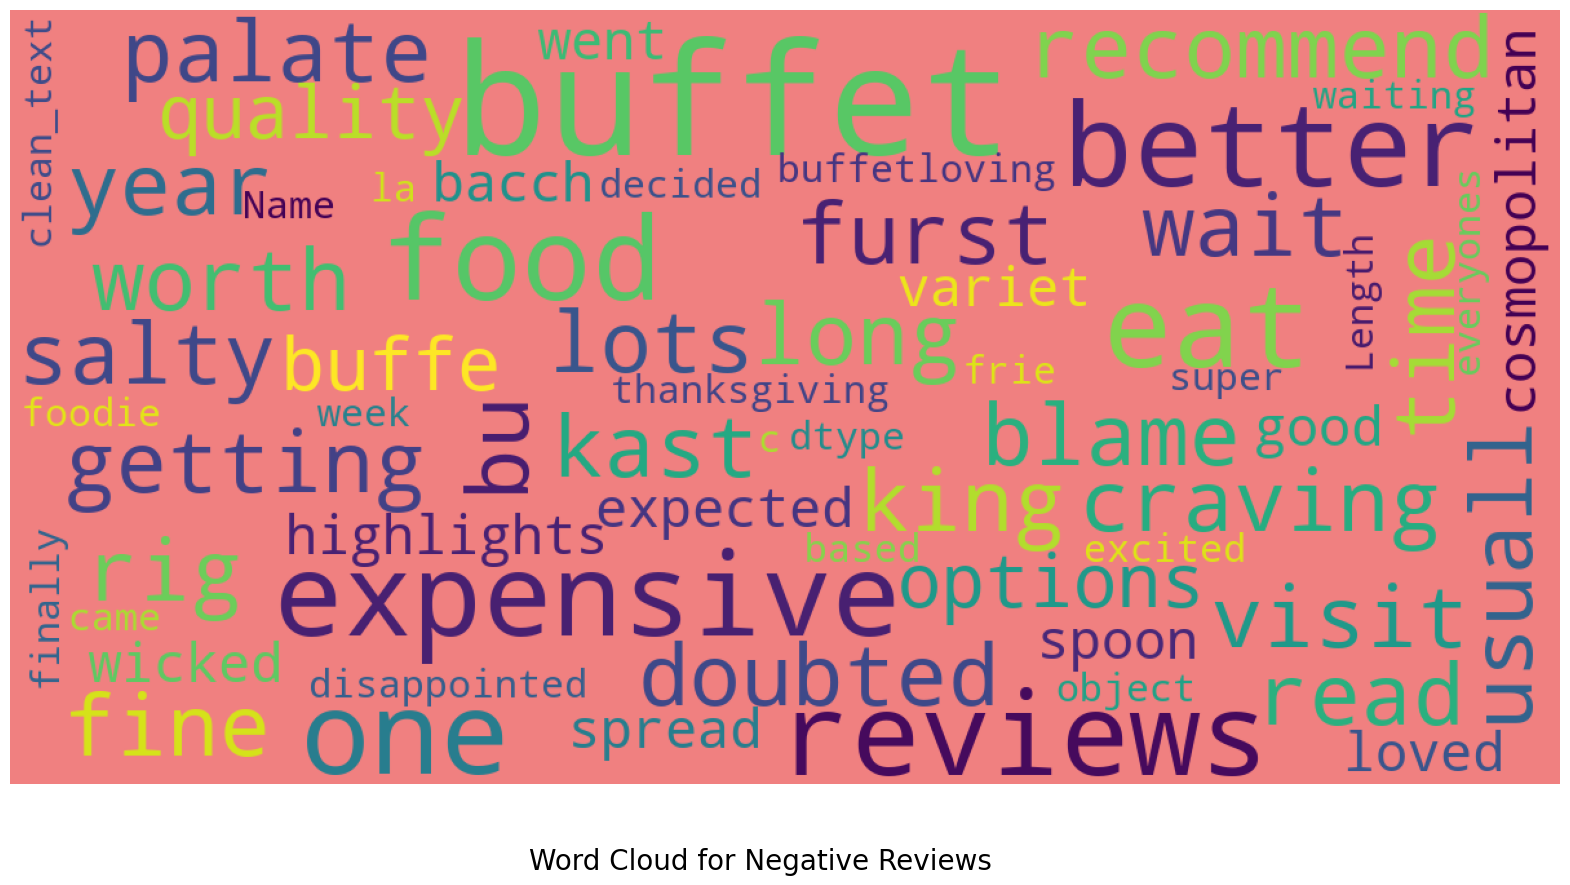 clean_text
palate
went
buffet
recommend
cosmopolitan
quality
waiting
better
year
Name
la
bacch
decided
buffetloving
everyones
furst
wait
food
worth
variet
Length
time
salty
buffe
lots
long
frie
eat
super
thanksgiving
foodie
week
bu
kast
c
dtype
blame
good
usuall
getting
expected
king
craving
highlights
based
excited
finally
rig
came
expensive
options
visit
wicked
spoon
disappointed
doubted
object
read
fine
one
spread
reviews
loved
Word Cloud for Negative Reviews